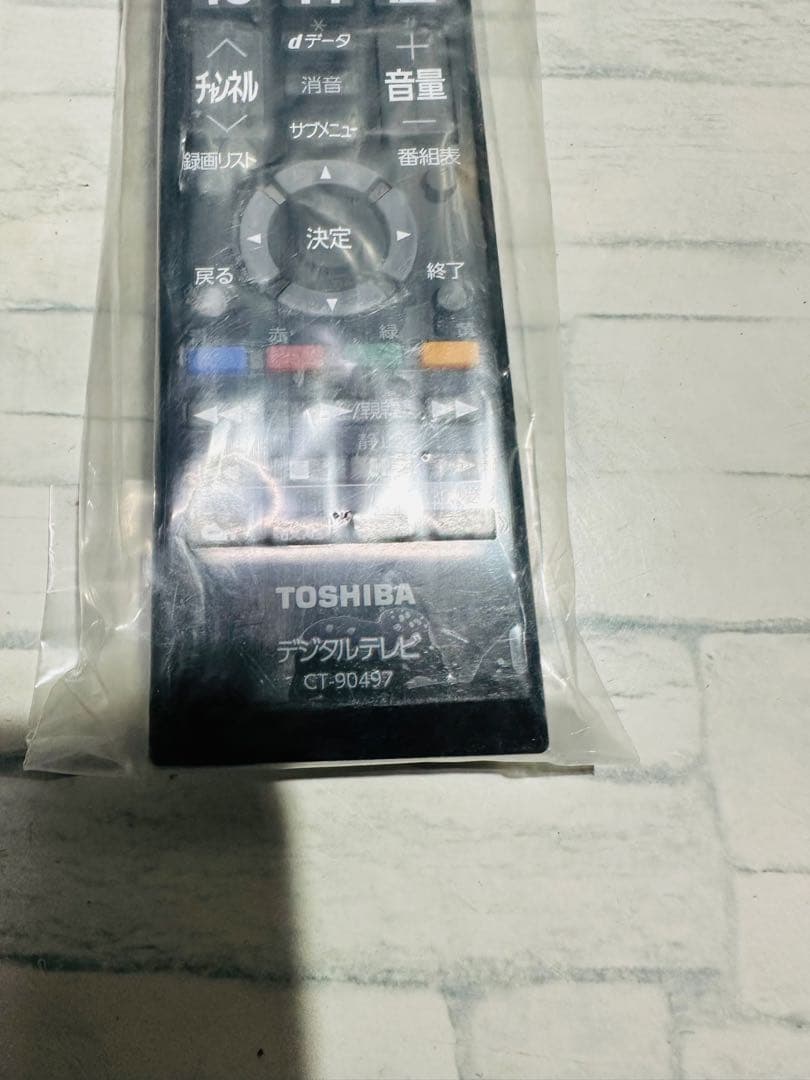 dデータ
チャンネル
消音
音量
サブメニュー
録画リスト
番組表
決定
戻る
終了
赤
緑
TOSHIBA
デジタルテレビ
CT-90497